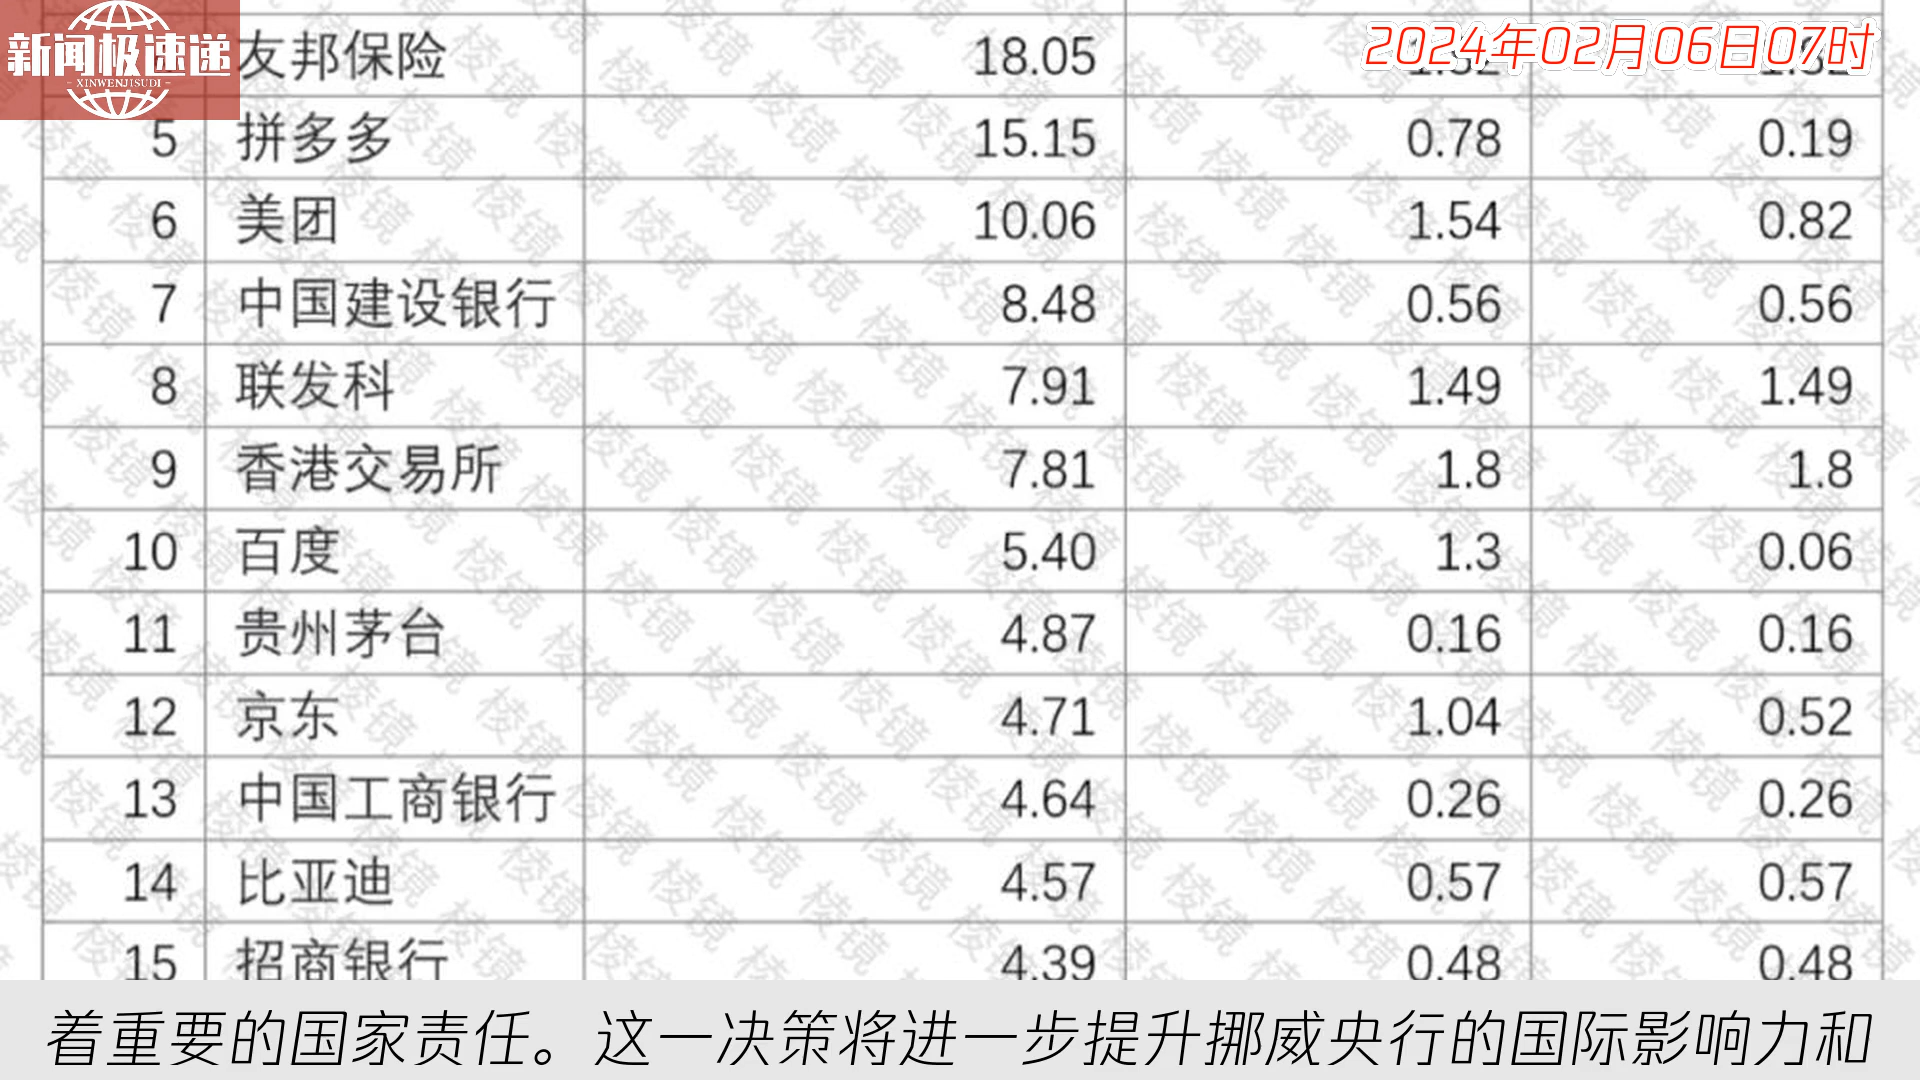 新闻极速递
XINWENJISUDI
2024年02月06日07时
友邦保险 18.05
5 拼多多 15.15 0.78 0.19
6 美团 10.06 1.54 0.82
7 中国建设银行 8.48 0.56 0.56
8 联发科 7.91 1.49 1.49
9 香港交易所 7.81 1.8 1.8
10 百度 5.40 1.3 0.06
11 贵州茅台 4.87 0.16 0.16
12 京东 4.71 1.04 0.52
13 中国工商银行 4.64 0.26 0.26
14 比亚迪 4.57 0.57 0.57
15 招商银行 4.39 0.48 0.48
着重要的国家责任。这一决策将进一步提升挪威央行的国际影响力和
棱镜